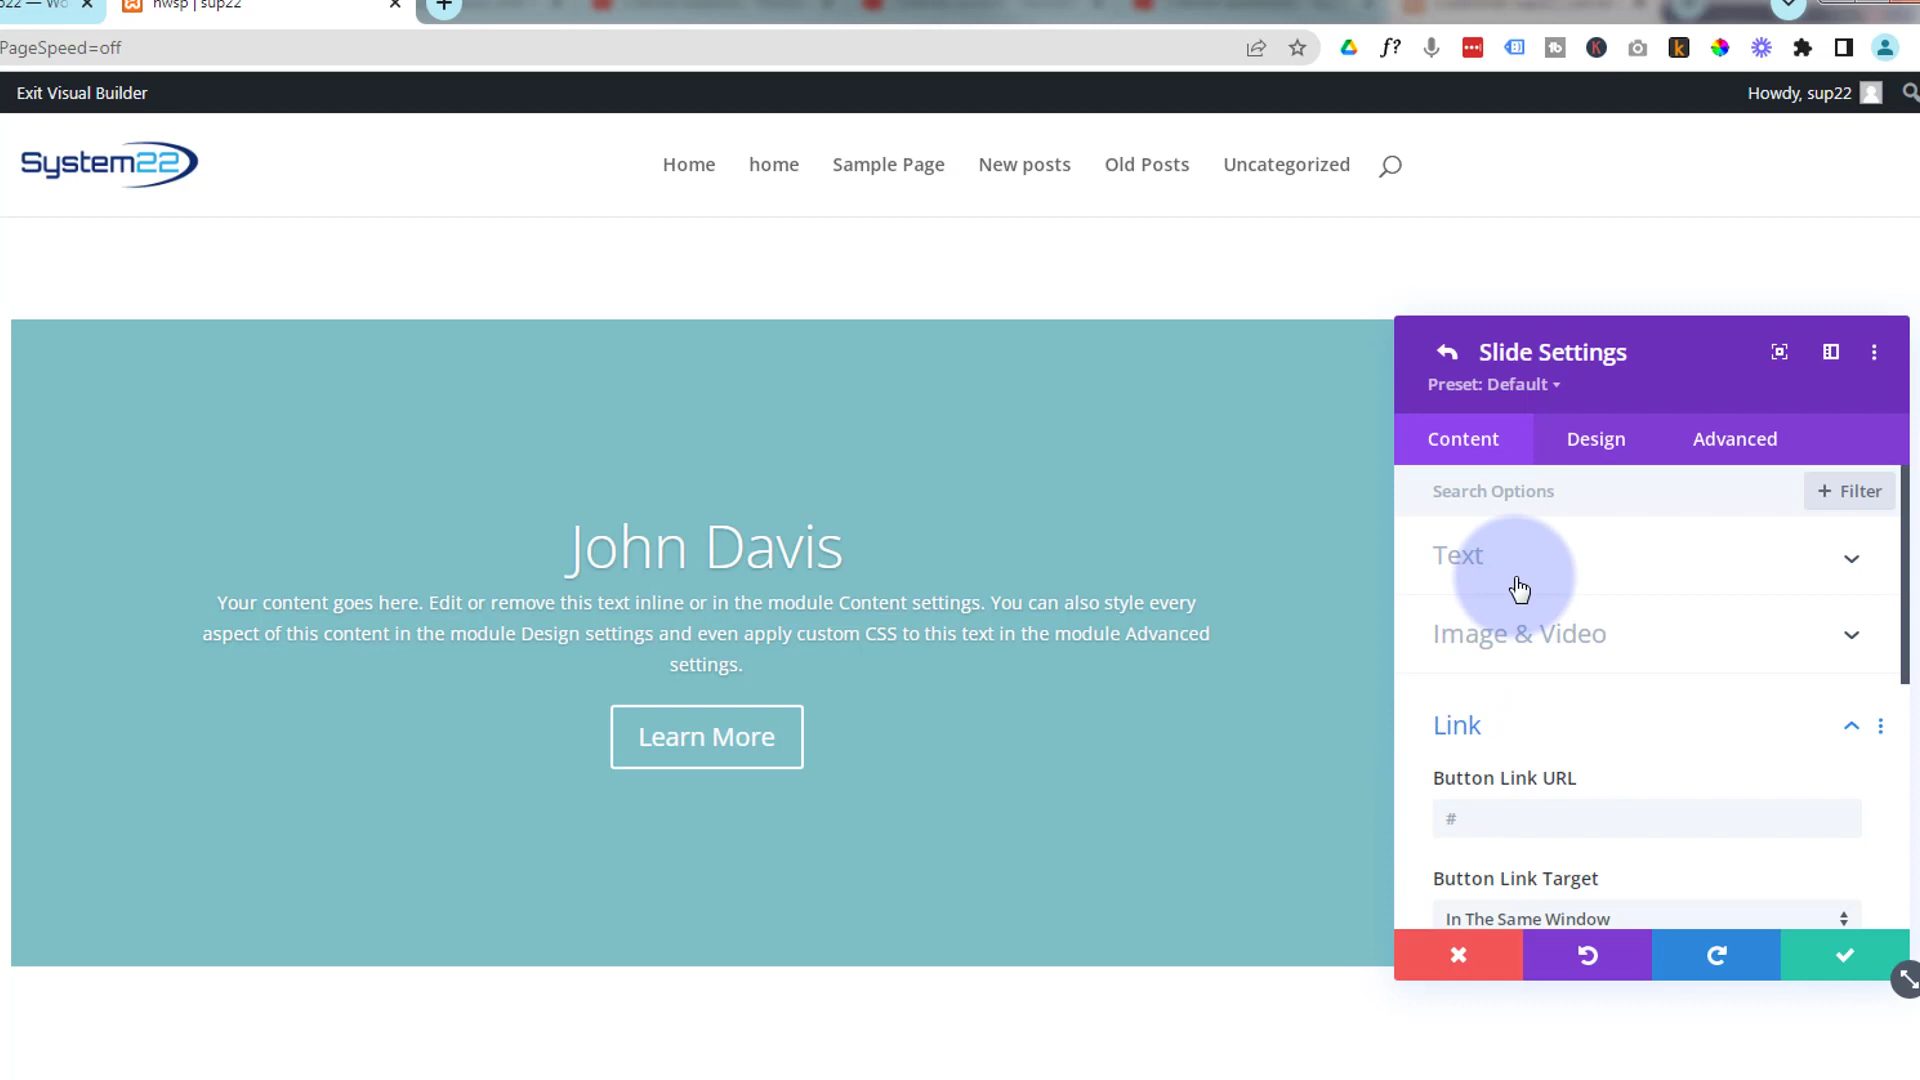 nwsp | sup22
PageSpeed=off
Exit Visual Builder
Howdy, sup22
System22
Home
home
Sample Page
New posts
Old Posts
Uncategorized
Slide Settings
Preset: Default
Content
Design
Advanced
Search Options
+ Filter
Text
Image & Video
Link
Button Link URL
#
Button Link Target
In The Same Window
John Davis
Your content goes here. Edit or remove this text inline or in the module Content settings. You can also style every
aspect of this content in the module Design settings and even apply custom CSS to this text in the module Advanced
settings.
Learn More